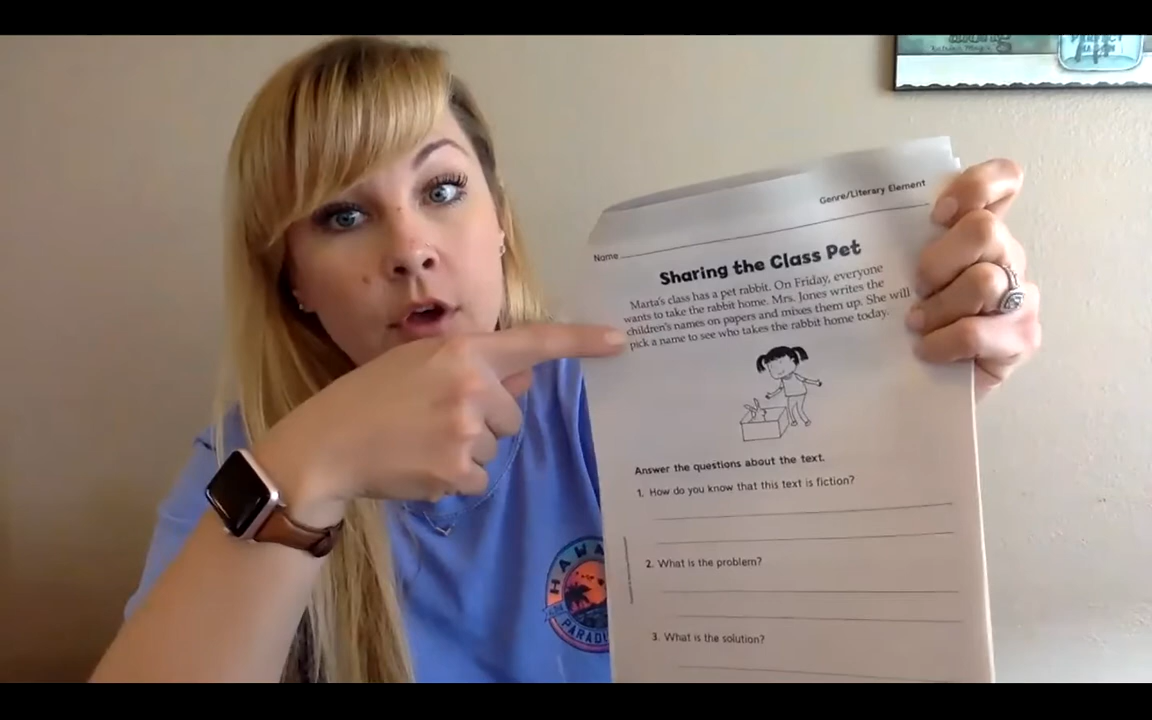 Genre/Literary Element
Name
Sharing the Class Pet
Marta's class has a pet rabbit. On Friday, everyone
wants to take the rabbit home. Mrs. Jones writes the
children's names on papers and mixes them up. She will
pick a name to see who takes the rabbit home today.
Answer the questions about the text.
1. How do you know that this text is fiction?
2. What is the problem?
3. What is the solution?
HAWA
PARADI